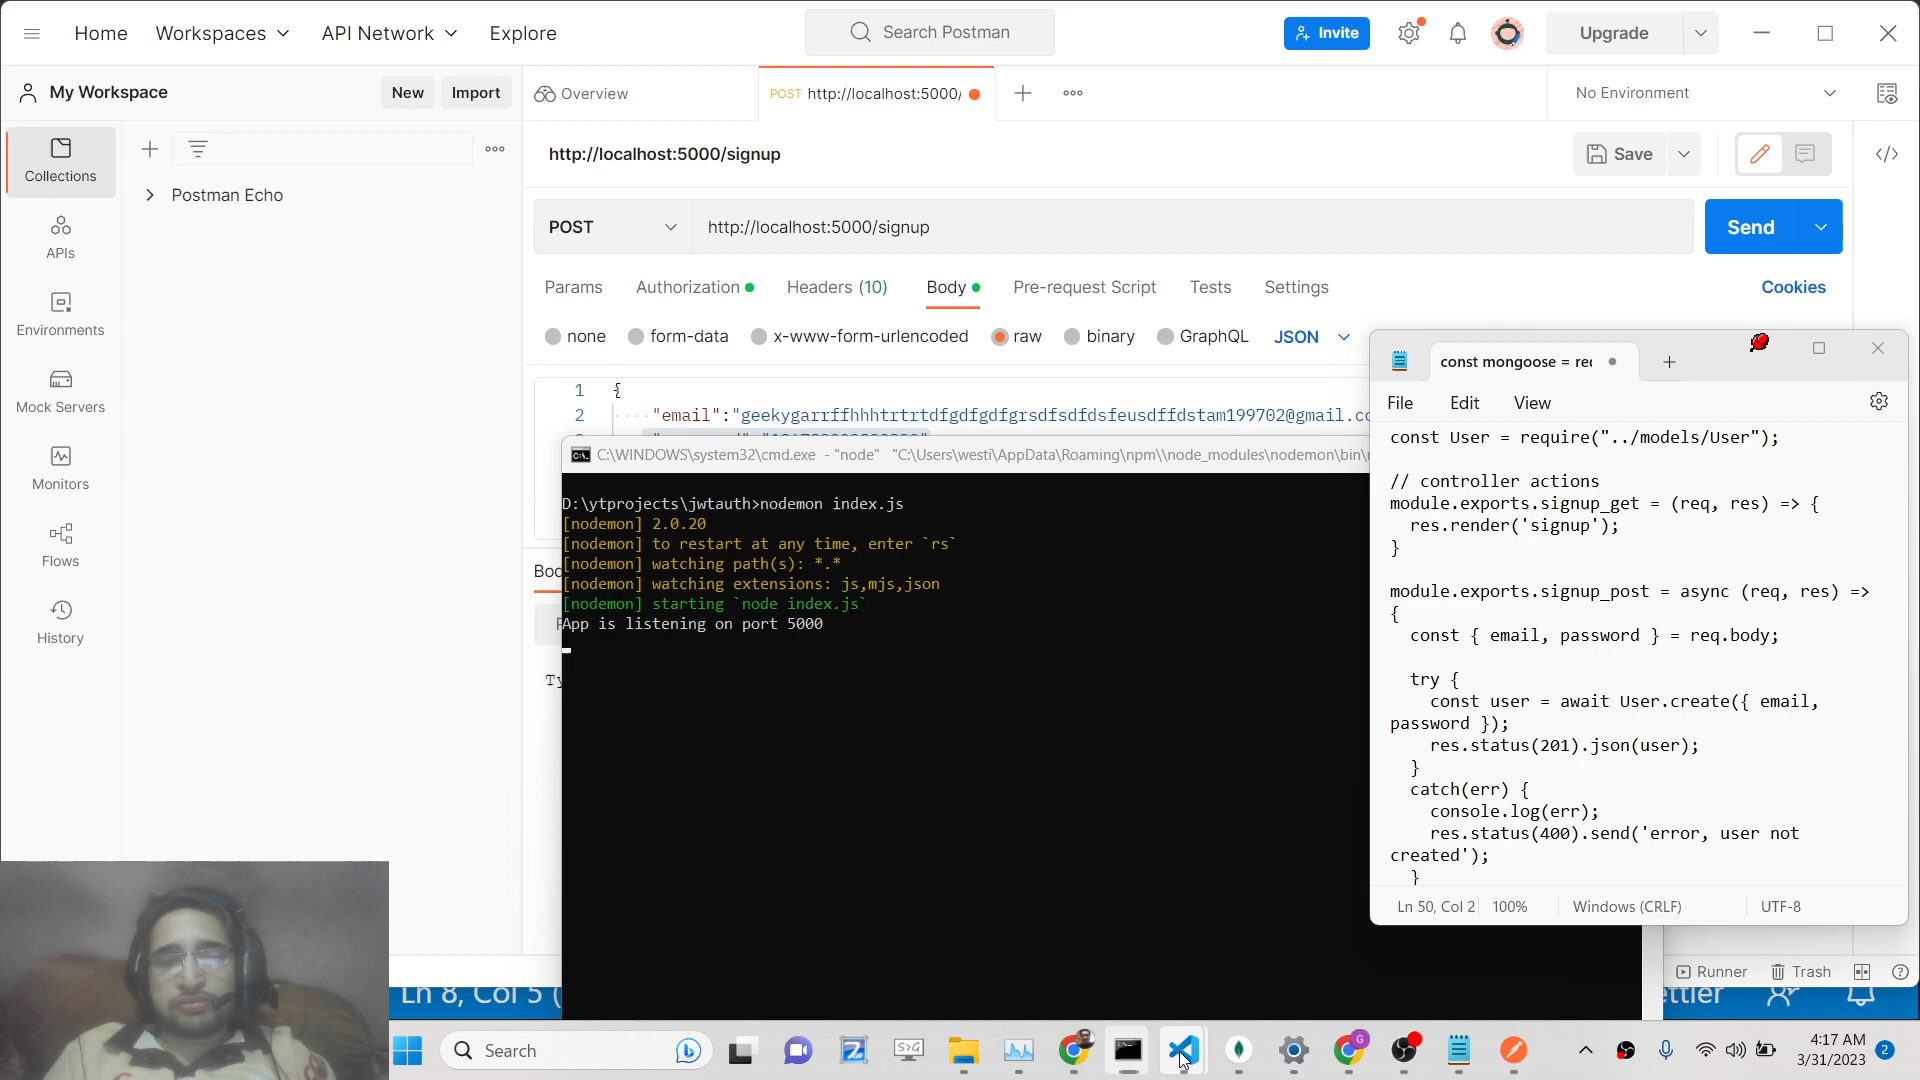 Home
Workspaces
API Network
Explore
Search Postman
Invite
Upgrade
My Workspace
New
Import
Overview
POST http://localhost:5000/
No Environment
Collections
APIs
Environments
Mock Servers
Monitors
Flows
History
Postman Echo
http://localhost:5000/signup
Save
POST
http://localhost:5000/signup
Send
Params
Authorization
Headers (10)
Body
Pre-request Script
Tests
Settings
Cookies
none
form-data
x-www-form-urlencoded
raw
binary
GraphQL
JSON
1 {
2 "email":"geekygarrffhhhtrtrtdfgdfgdfgrsdfsdfdsfeusdffdstam199702@gmail.co
C:\WINDOWS\system32\cmd.exe - "node" "C:\Users\westi\AppData\Roaming\npm\\node_modules\nodemon\bin\
D:\ytprojects\jwtauth>nodemon index.js
[nodemon] 2.0.20
[nodemon] to restart at any time, enter `rs`
[nodemon] watching path(s): *.*
[nodemon] watching extensions: js,mjs,json
[nodemon] starting `node index.js`
App is listening on port 5000
const mongoose = rec
File
Edit
View
const User = require("../models/User");
// controller actions
module.exports.signup_get = (req, res) => {
res.render('signup');
}
module.exports.signup_post = async (req, res) =>
{
const { email, password } = req.body;
try {
const user = await User.create({ email,
password });
res.status(201).json(user);
}
catch(err) {
console.log(err);
res.status(400).send('error, user not
created');
}
Ln 50, Col 2
100%
Windows (CRLF)
UTF-8
Runner
Trash
Ln 8, Col 5 (
ettier
Search
4:17 AM
3/31/2023
2